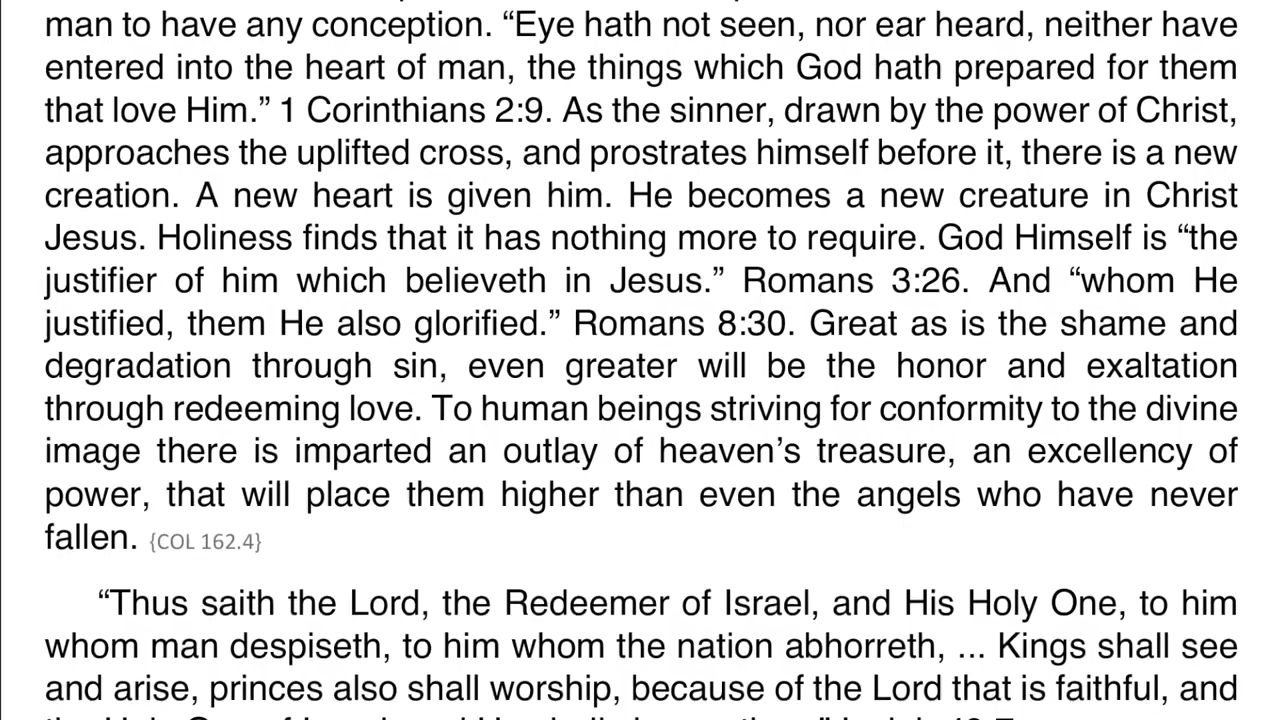 man to have any conception. “Eye hath not seen, nor ear heard, neither have
entered into the heart of man, the things which God hath prepared for them
that love Him.” 1 Corinthians 2:9. As the sinner, drawn by the power of Christ,
approaches the uplifted cross, and prostrates himself before it, there is a new
creation. A new heart is given him. He becomes a new creature in Christ
Jesus. Holiness finds that it has nothing more to require. God Himself is “the
justifier of him which believeth in Jesus.” Romans 3:26. And “whom He
justified, them He also glorified.” Romans 8:30. Great as is the shame and
degradation through sin, even greater will be the honor and exaltation
through redeeming love. To human beings striving for conformity to the divine
image there is imparted an outlay of heaven’s treasure, an excellency of
power, that will place them higher than even the angels who have never
fallen. {COL 162.4}
“Thus saith the Lord, the Redeemer of Israel, and His Holy One, to him
whom man despiseth, to him whom the nation abhorreth, ... Kings shall see
and arise, princes also shall worship, because of the Lord that is faithful, and